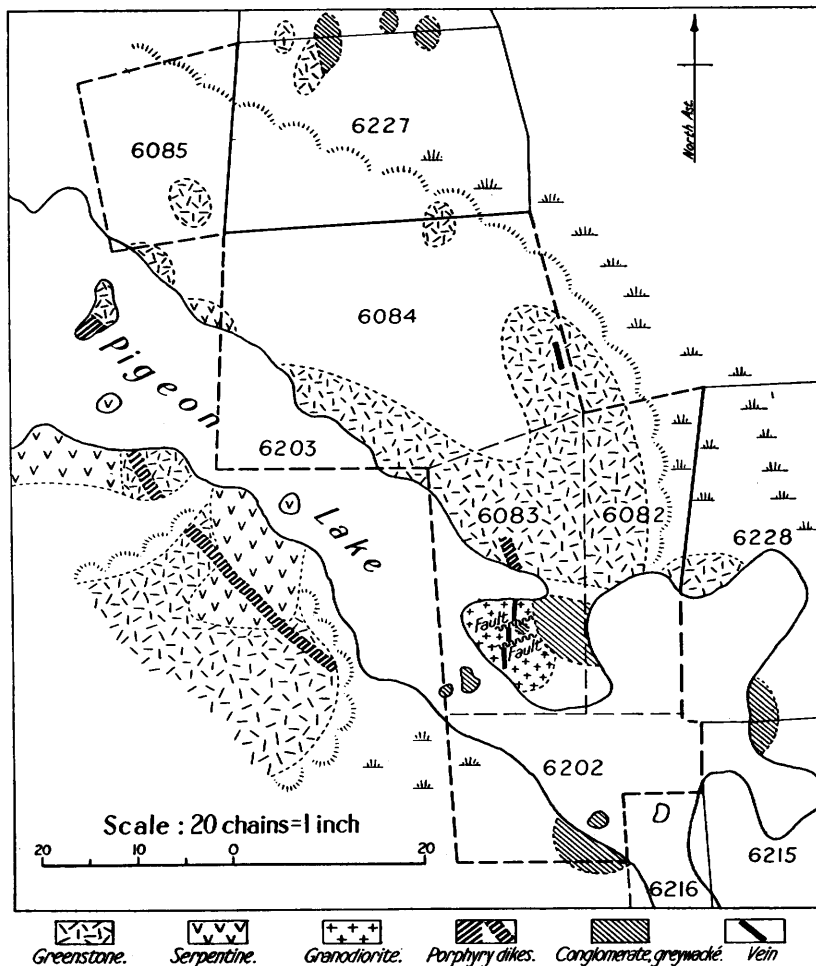 North Ast.
6227
6085
6084
Pigeon
Lake
6203
6083
6082
6228
Fault
Fault
6202
D
6215
6216
Scale : 20 chains=1 inch
20 10 0 20
Greenstone. Serpentine. Granodiorite. Porphyry dikes. Conglomerate, greywacké. Vein